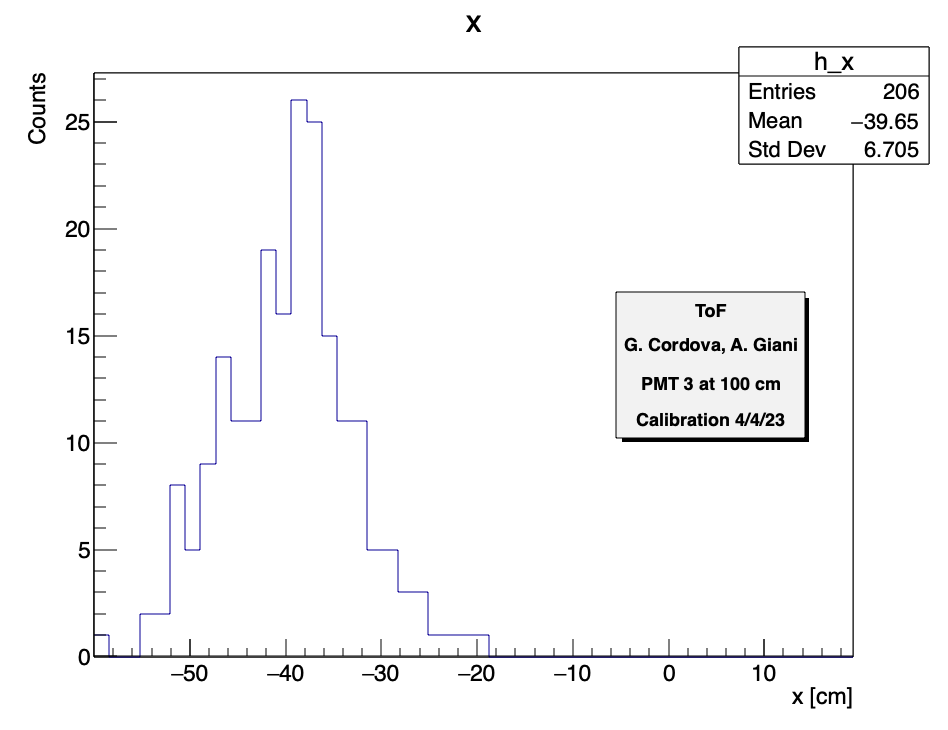 X
h_x
Entries 206
Mean −39.65
Std Dev 6.705
Counts
25
20
15
10
5
0
ToF
G. Cordova, A. Giani
PMT 3 at 100 cm
Calibration 4/4/23
−50 −40 −30 −20 −10 0 10
x [cm]